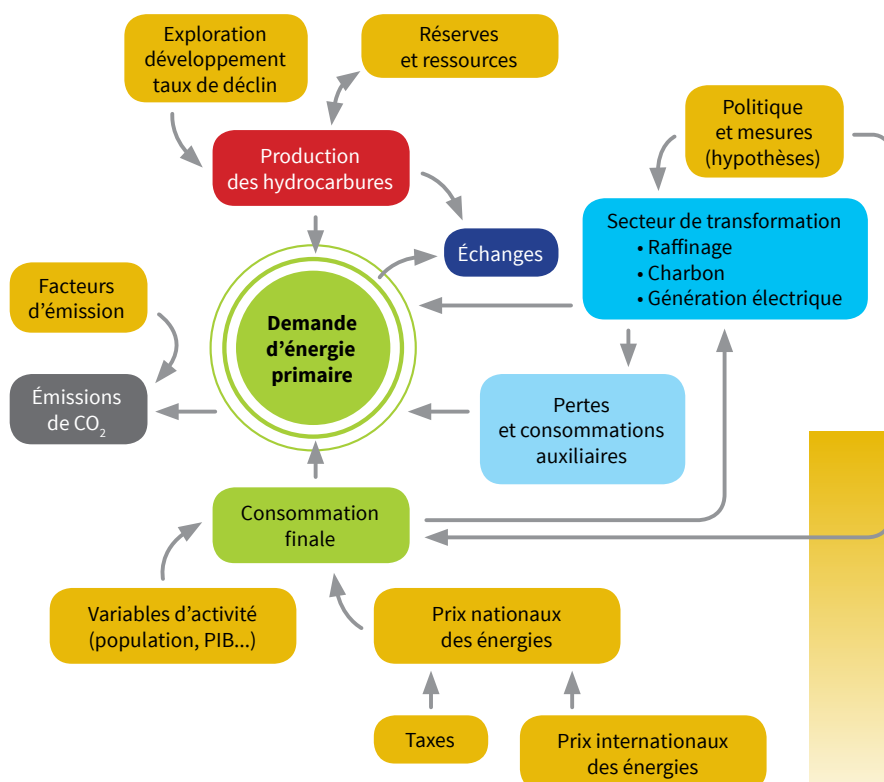 Exploration
développement
taux de déclin
Réserves
et ressources
Politique
et mesures
(hypothèses)
Production
des hydrocarbures
Échanges
Secteur de transformation
• Raffinage
• Charbon
• Génération électrique
Facteurs
d’émission
Demande
d’énergie
primaire
Émissions
de CO₂
Pertes
et consommations
auxiliaires
Consommation
finale
Variables d’activité
(population, PIB...)
Prix nationaux
des énergies
Taxes
Prix internationaux
des énergies